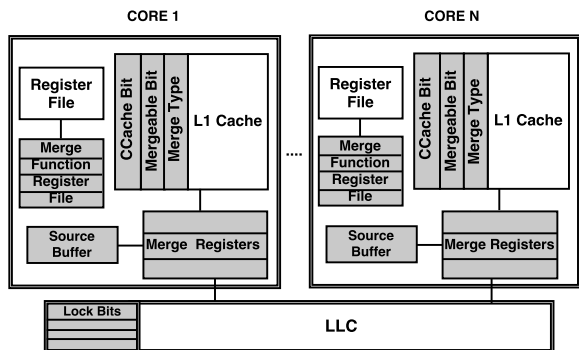 CORE 1
CORE N
Register
File
CCache Bit
Mergeable Bit
Merge Type
L1 Cache
Merge
Function
Register
File
Source
Buffer
Merge Registers
....
Register
File
CCache Bit
Mergeable Bit
Merge Type
L1 Cache
Merge
Function
Register
File
Source
Buffer
Merge Registers
Lock Bits
LLC